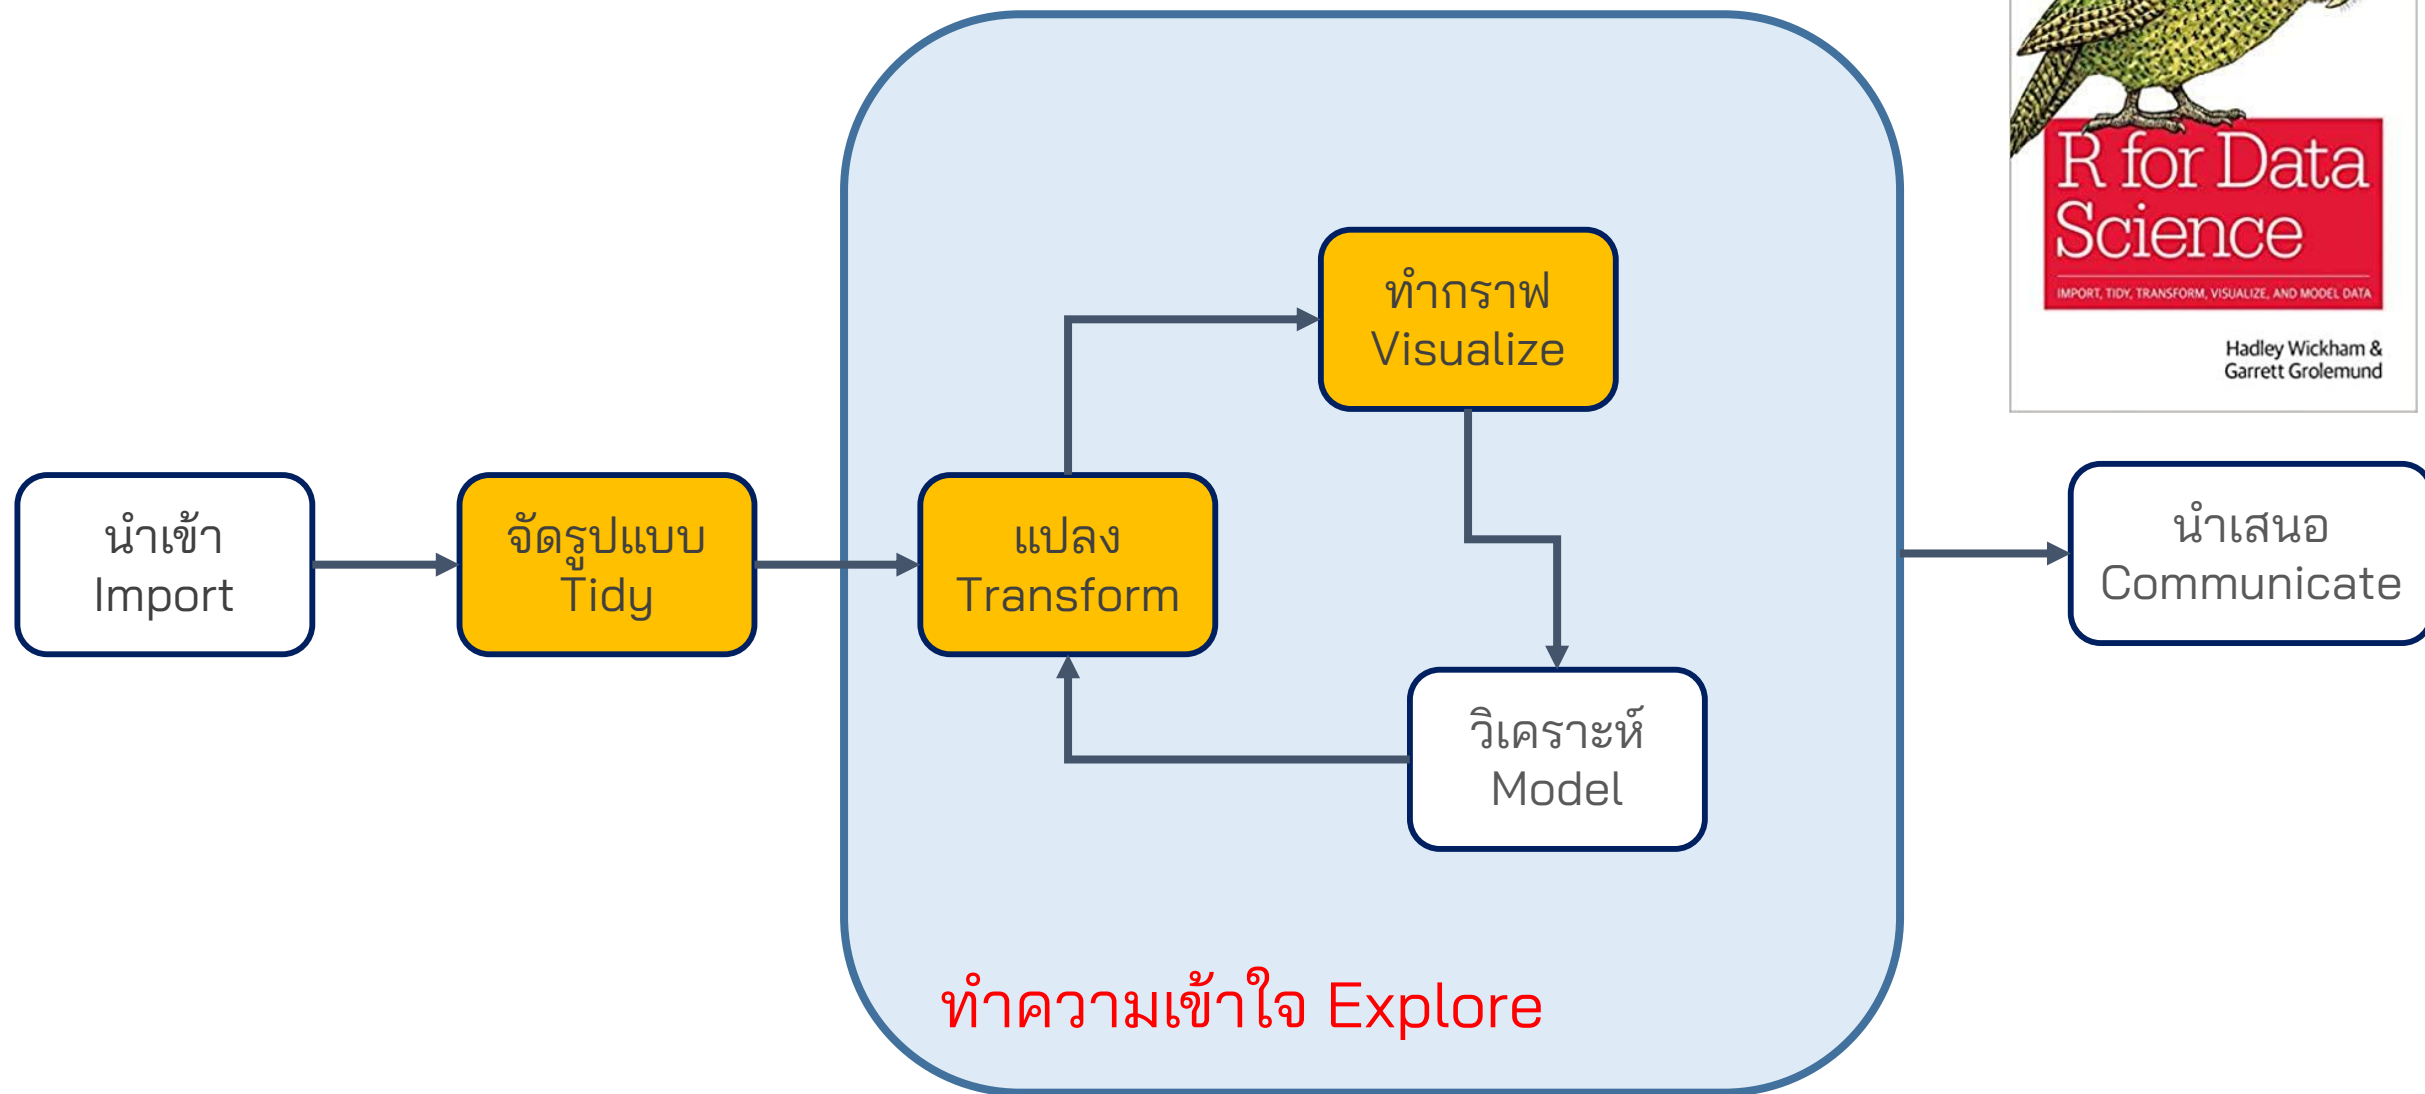 R for Data
Science
IMPORT, TIDY, TRANSFORM, VISUALIZE, AND MODEL DATA
Hadley Wickham &
Garrett Grolemund
นำเข้า
Import
จัดรูปแบบ
Tidy
แปลง
Transform
ทำกราฟ
Visualize
วิเคราะห์
Model
ทำความเข้าใจ Explore
นำเสนอ
Communicate